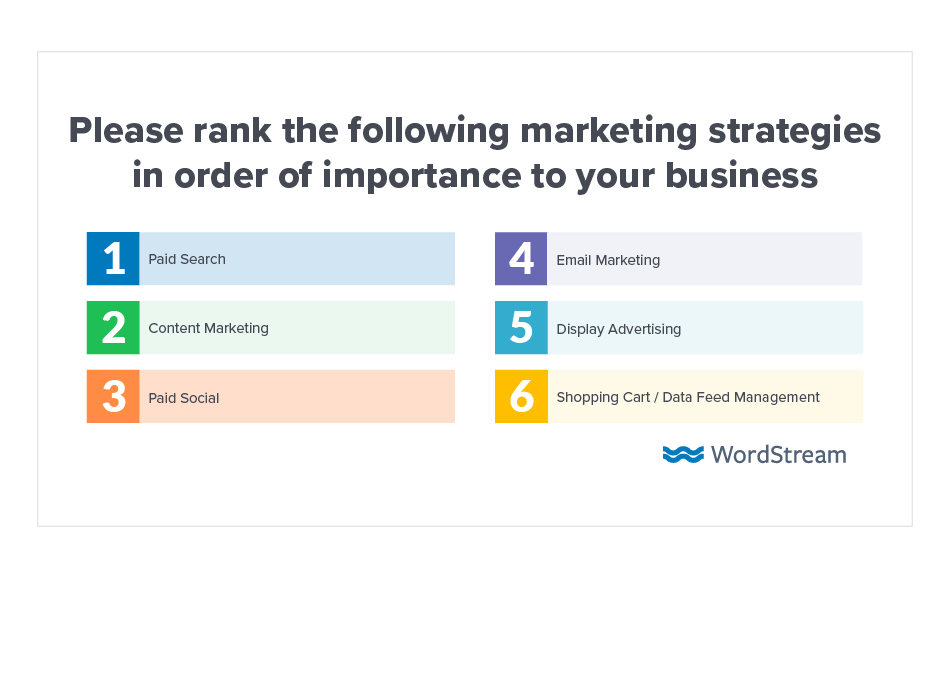 Please rank the following marketing strategies
in order of importance to your business
1 Paid Search
2 Content Marketing
3 Paid Social
4 Email Marketing
5 Display Advertising
6 Shopping Cart / Data Feed Management
WordStream